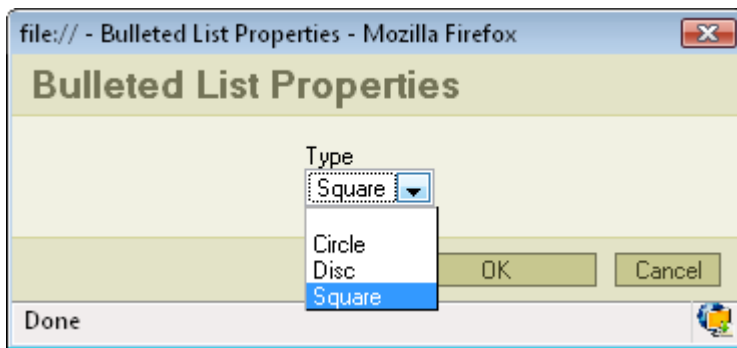 file:// - Bulleted List Properties - Mozilla Firefox
Bulleted List Properties
Type
Square
Circle
Disc
Square
OK
Cancel
Done